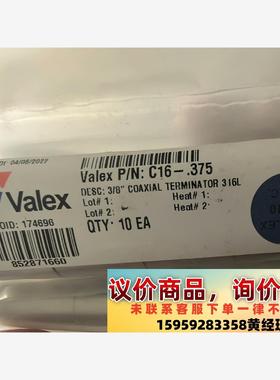 04/06/2022
Valex
Valex P/N: C16-.375
DESC: 3/8" COAXIAL TERMINATOR 316L
Lot# 1: Heat# 1:
Lot# 2: Heat# 2:
QTY: 10 EA
OID: 174696
852871660
议价商品，询价
未联系客服下单一律不
15959283358黄经理